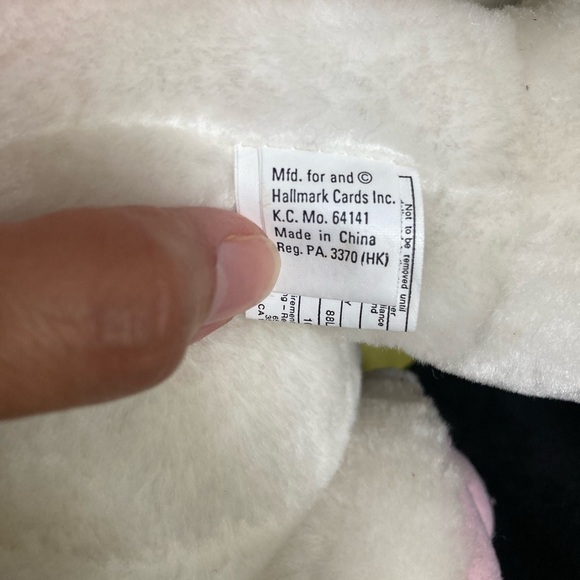 Mfd. for and ©
Hallmark Cards Inc.
K.C. Mo. 64141
Made in China
Reg. PA. 3370 (HK)
Not to be removed until